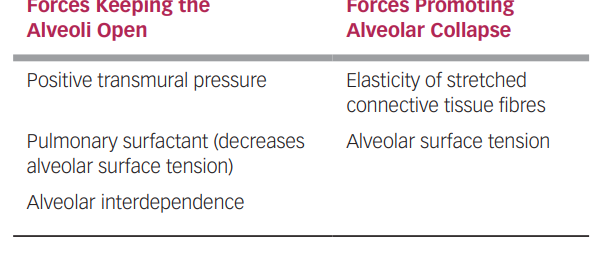 Forces Keeping the
Alveoli Open
Forces Promoting
Alveolar Collapse
Positive transmural pressure
Elasticity of stretched
connective tissue fibres
Pulmonary surfactant (decreases
alveolar surface tension)
Alveolar surface tension
Alveolar interdependence